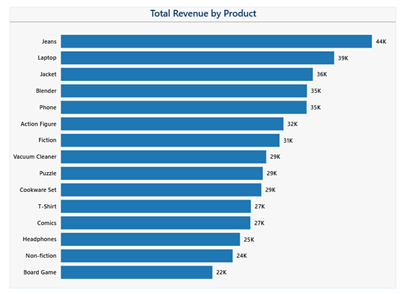 Total Revenue by Product
Jeans 44K
Laptop 39K
Jacket 36K
Blender 35K
Phone 35K
Action Figure 32K
Fiction 31K
Vacuum Cleaner 29K
Puzzle 29K
Cookware Set 29K
T-Shirt 27K
Comics 27K
Headphones 25K
Non-fiction 24K
Board Game 22K